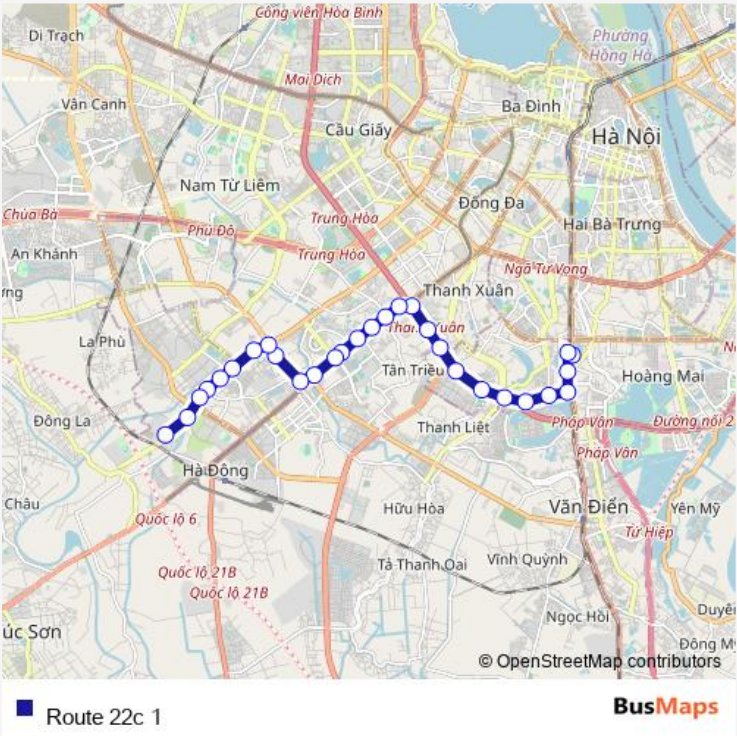 Công viên Hòa Bình
Di Trạch
Phường
Hồng Hà
Mai Dịch
Vân Canh
Ba Đình
Cầu Giấy
Hà Nội
Nam Từ Liêm
Đống Đa
Chùa Bà
Trung Hòa
Phú Đô
Hai Bà Trưng
An Khánh
Trung Hòa
Ngã Tư Vọng
ng
Thanh Xuân
Thanh Xuân
La Phù
Tân Triều
Hoàng Mai
Đông La
Thanh Liệt
Pháp Vân
Đường nối 2
Pháp Vân
Hà Đông
Châu
Hữu Hòa
Văn Điển
Yên Mỹ
Quốc lộ 6
Tứ Hiệp
Tả Thanh Oai
Vĩnh Quỳnh
Quốc lộ 21B
Quốc lộ 21B
Ngọc Hồi
Duyê
úc Sơn
Đông M
© OpenStreetMap contributors
Route 22c 1
BusMaps